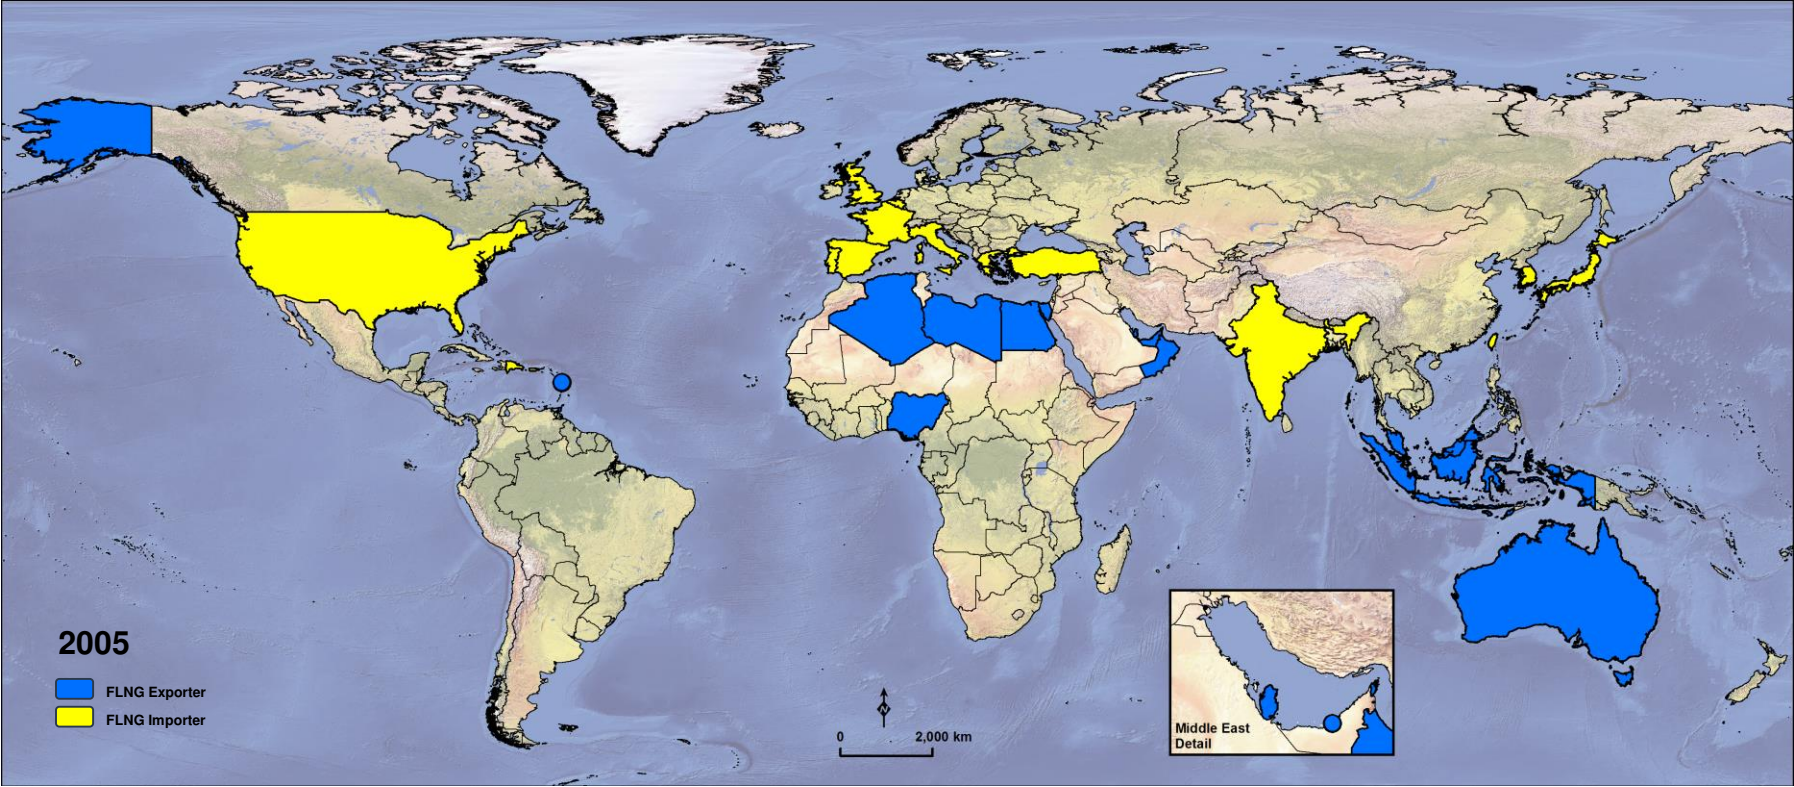 2005
FLNG Exporter
FLNG Importer
N
0 2,000 km
Middle East
Detail